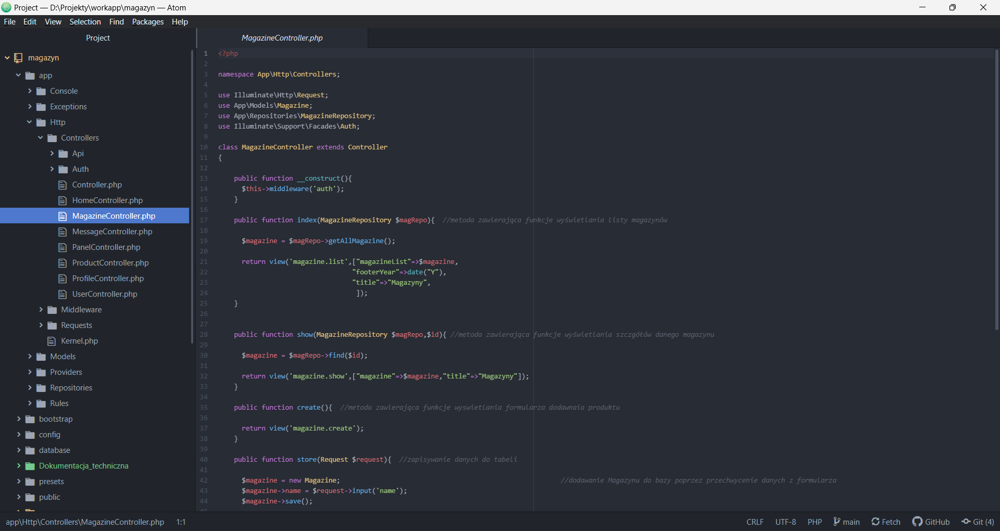 Project — D:\Projekty\workapp\magazyn — Atom
File Edit View Selection Find Packages Help
Project
magazyn
app
Console
Exceptions
Http
Controllers
Api
Auth
Controller.php
HomeController.php
MagazineController.php
MessageController.php
PanelController.php
ProductController.php
ProfileController.php
UserController.php
Middleware
Requests
Kernel.php
Models
Providers
Repositories
Rules
bootstrap
config
database
Dokumentacja_techniczna
presets
public
MagazineController.php
1 <?php
2
3 namespace App\Http\Controllers;
4
5 use Illuminate\Http\Request;
6 use App\Models\Magazine;
7 use App\Repositories\MagazineRepository;
8 use Illuminate\Support\Facades\Auth;
9
10 class MagazineController extends Controller
11 {
12
13 public function __construct(){
14 $this->middleware('auth');
15 }
16
17 public function index(MagazineRepository $magRepo){ //metoda zawierająca funkcje wyświetlania listy magazynów
18
19 $magazine = $magRepo->getAllMagazine();
20
21 return view('magazine.list',["magazineList"=>$magazine,
22 "footerYear"=>date("Y"),
23 "title"=>"Magazyny",
24 ]);
25 }
26
27
28 public function show(MagazineRepository $magRepo,$id){ //metoda zawierająca funkcje wyświetlania szczgółów danego magazynu
29
30 $magazine = $magRepo->find($id);
31
32 return view('magazine.show',["magazine"=>$magazine,"title"=>"Magazyny"]);
33 }
34
35 public function create(){ //metoda zawierająca funkcje wyswietlania formularza dodawnaia produktu
36
37 return view('magazine.create');
38 }
39
40 public function store(Request $request){ //zapisywanie danych do tabeli
41
42 $magazine = new Magazine; //dodawanie Magazynu do bazy poprzez przechwycenie danych z formularza
43 $magazine->name = $request->input('name');
44 $magazine->save();
app\Http\Controllers\MagazineController.php 1:1 CRLF UTF-8 PHP main Fetch GitHub Git (4)